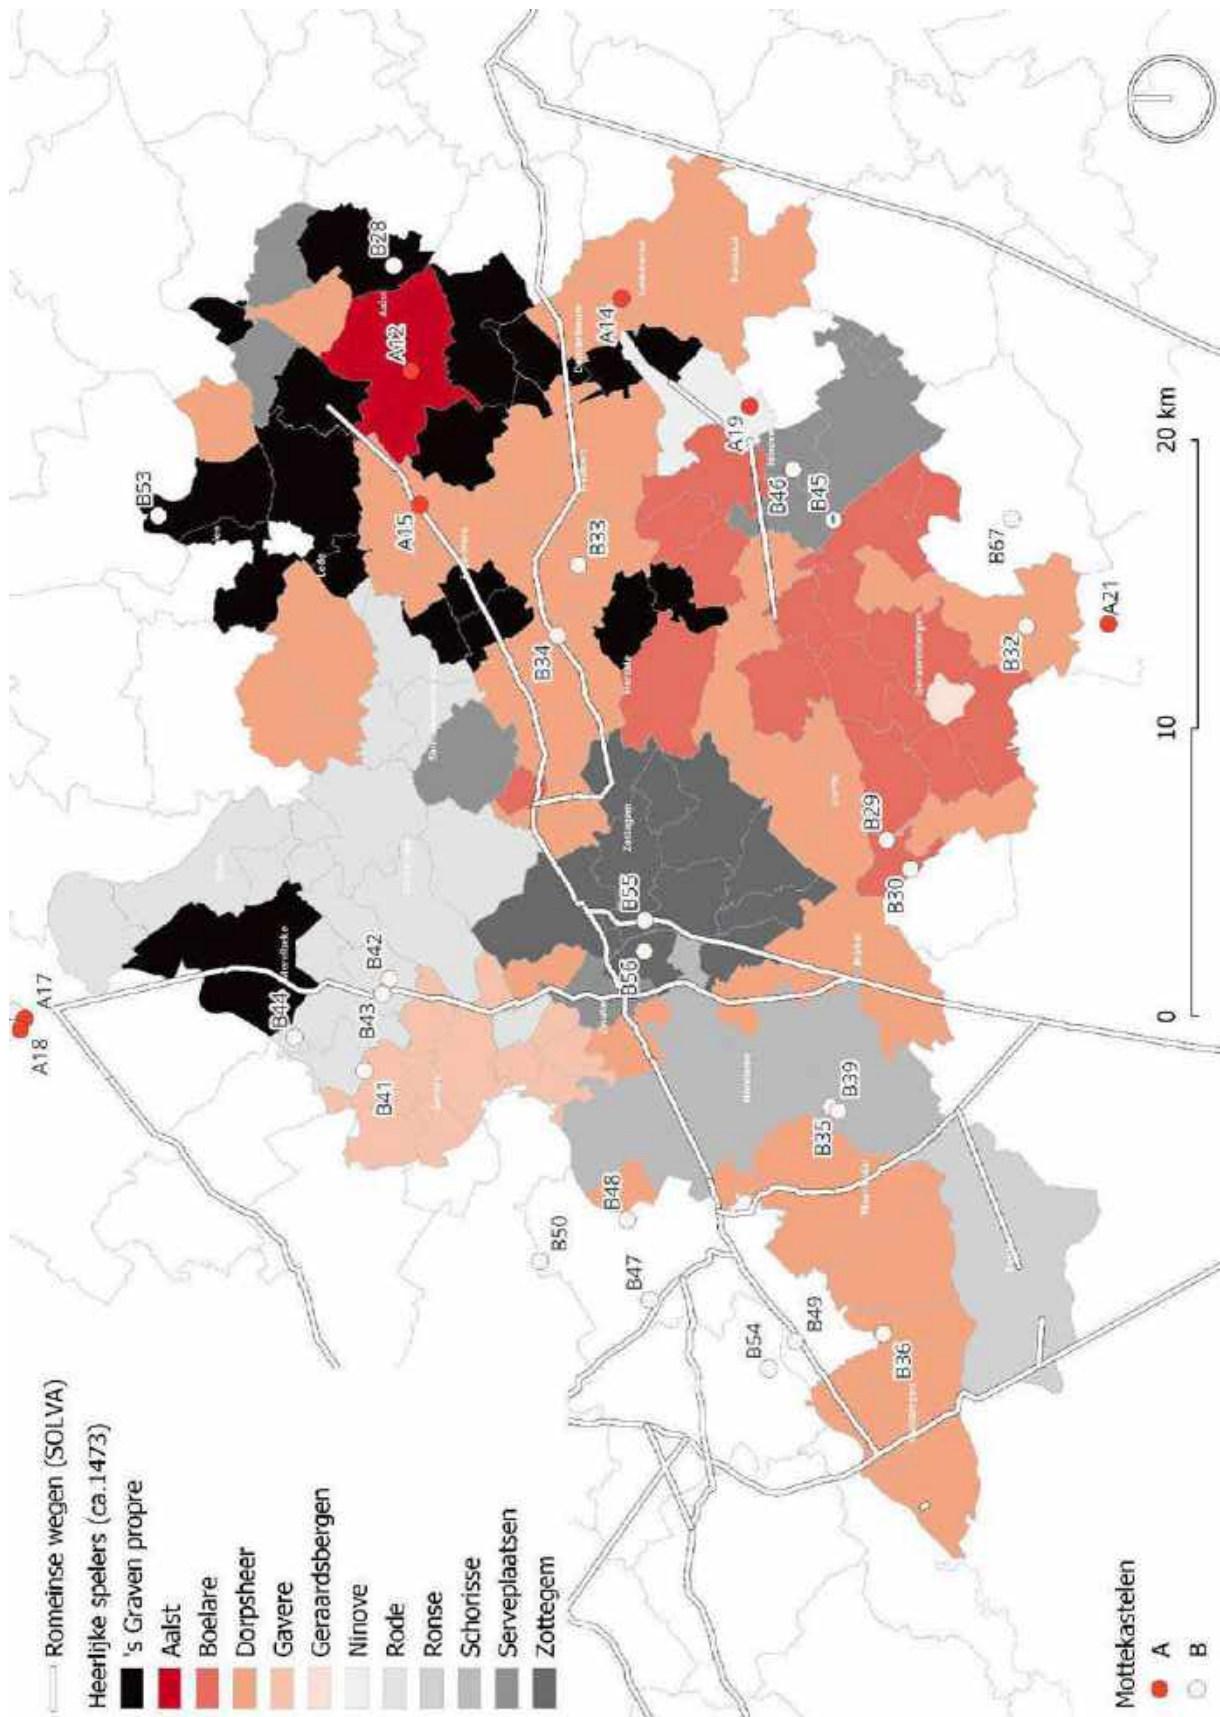 Romeinse wegen (SOLVA)
Heerlijke spelers (ca.1473)
's Graven propre
Aalst
Boelare
Dorpsheer
Gavere
Geraardsbergen
Ninove
Rode
Ronse
Schorisse
Serveplaatsen
Zottegem
Mottekastelen
A
B
A18
A17
B44
B43
B42
B41
B50
B48
B47
B54
B49
B36
B35
B39
B56
B55
B30
B29
B34
B33
B53
A15
A12
Aalst
B28
A14
A19
B46
B45
B67
B32
A21
Lede
Zottegem
Geraardsbergen
0
10
20 km